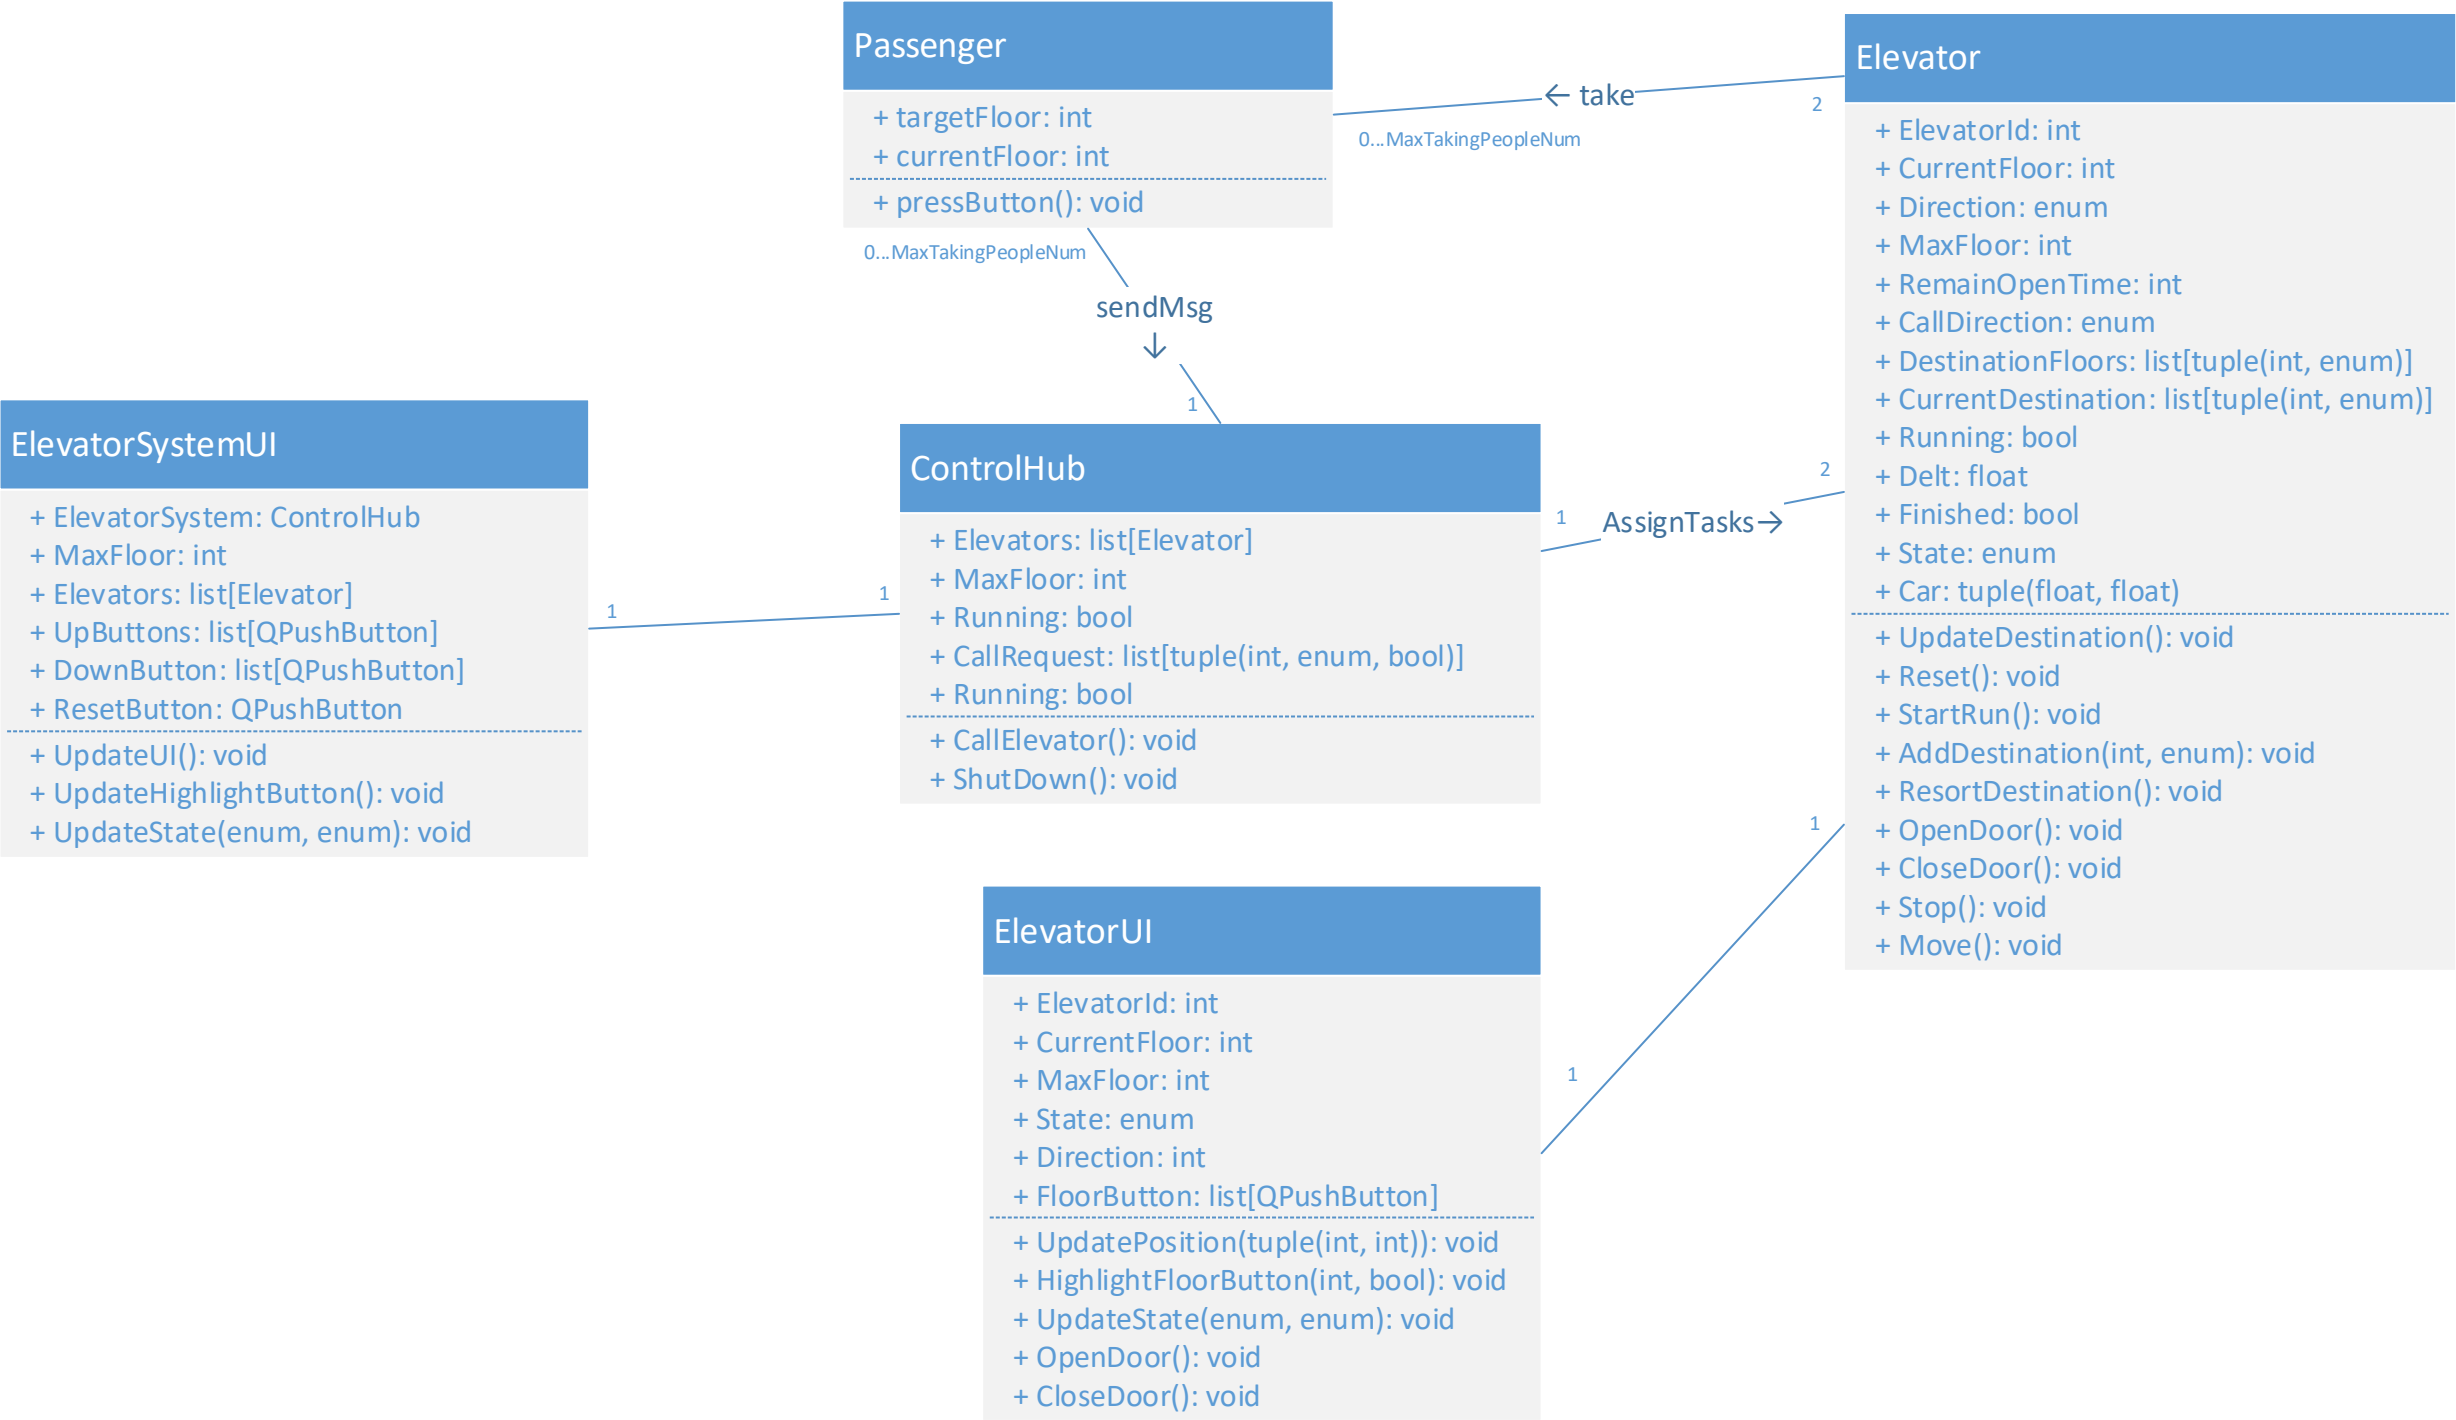 Passenger
+ targetFloor: int
+ currentFloor: int
+ pressButton(): void
0...MaxTakingPeopleNum
← take
2
0...MaxTakingPeopleNum
sendMsg
↓
1
Elevator
+ ElevatorId: int
+ CurrentFloor: int
+ Direction: enum
+ MaxFloor: int
+ RemainOpenTime: int
+ CallDirection: enum
+ DestinationFloors: list[tuple(int, enum)]
+ CurrentDestination: list[tuple(int, enum)]
+ Running: bool
+ Delt: float
+ Finished: bool
+ State: enum
+ Car: tuple(float, float)
+ UpdateDestination(): void
+ Reset(): void
+ StartRun(): void
+ AddDestination(int, enum): void
+ ResortDestination(): void
+ OpenDoor(): void
+ CloseDoor(): void
+ Stop(): void
+ Move(): void
ElevatorSystemUI
+ ElevatorSystem: ControlHub
+ MaxFloor: int
+ Elevators: list[Elevator]
+ UpButtons: list[QPushButton]
+ DownButton: list[QPushButton]
+ ResetButton: QPushButton
+ UpdateUI(): void
+ UpdateHighlightButton(): void
+ UpdateState(enum, enum): void
1
1
ControlHub
+ Elevators: list[Elevator]
+ MaxFloor: int
+ Running: bool
+ CallRequest: list[tuple(int, enum, bool)]
+ Running: bool
+ CallElevator(): void
+ ShutDown(): void
1
AssignTasks→
2
ElevatorUI
+ ElevatorId: int
+ CurrentFloor: int
+ MaxFloor: int
+ State: enum
+ Direction: int
+ FloorButton: list[QPushButton]
+ UpdatePosition(tuple(int, int)): void
+ HighlightFloorButton(int, bool): void
+ UpdateState(enum, enum): void
+ OpenDoor(): void
+ CloseDoor(): void
1
1